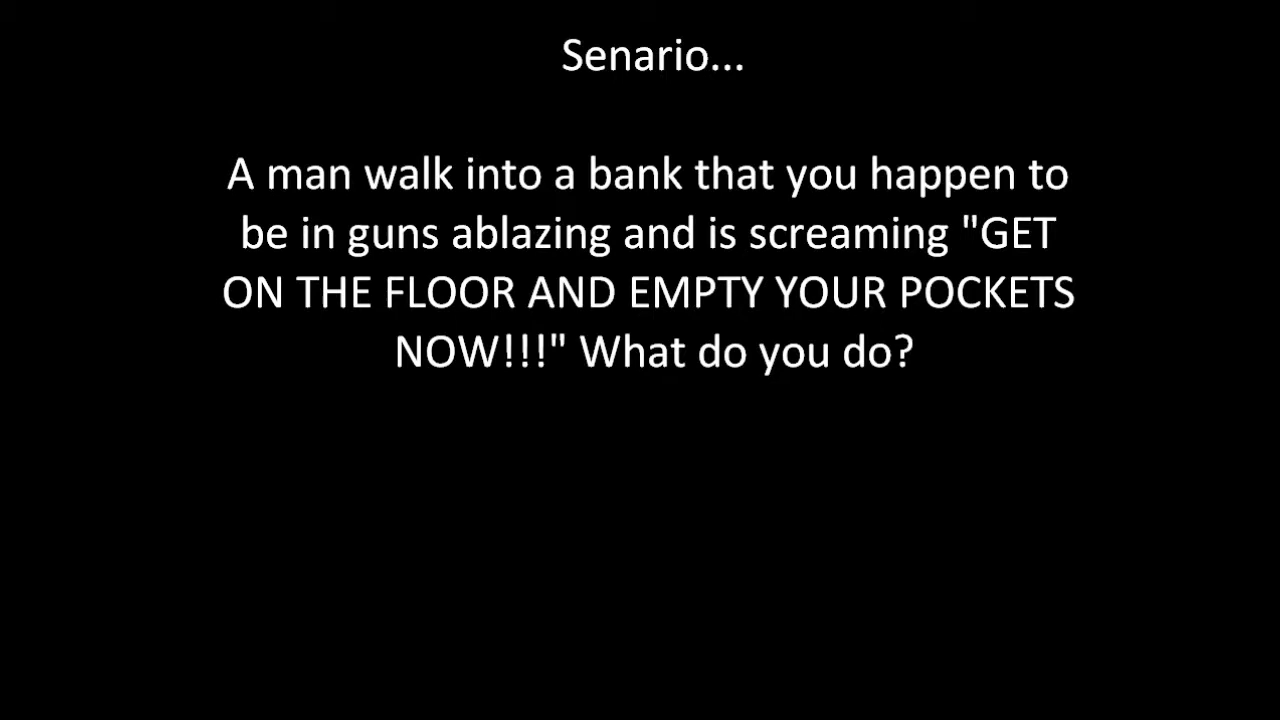 Senario...
A man walk into a bank that you happen to
be in guns ablazing and is screaming "GET
ON THE FLOOR AND EMPTY YOUR POCKETS
NOW!!!" What do you do?